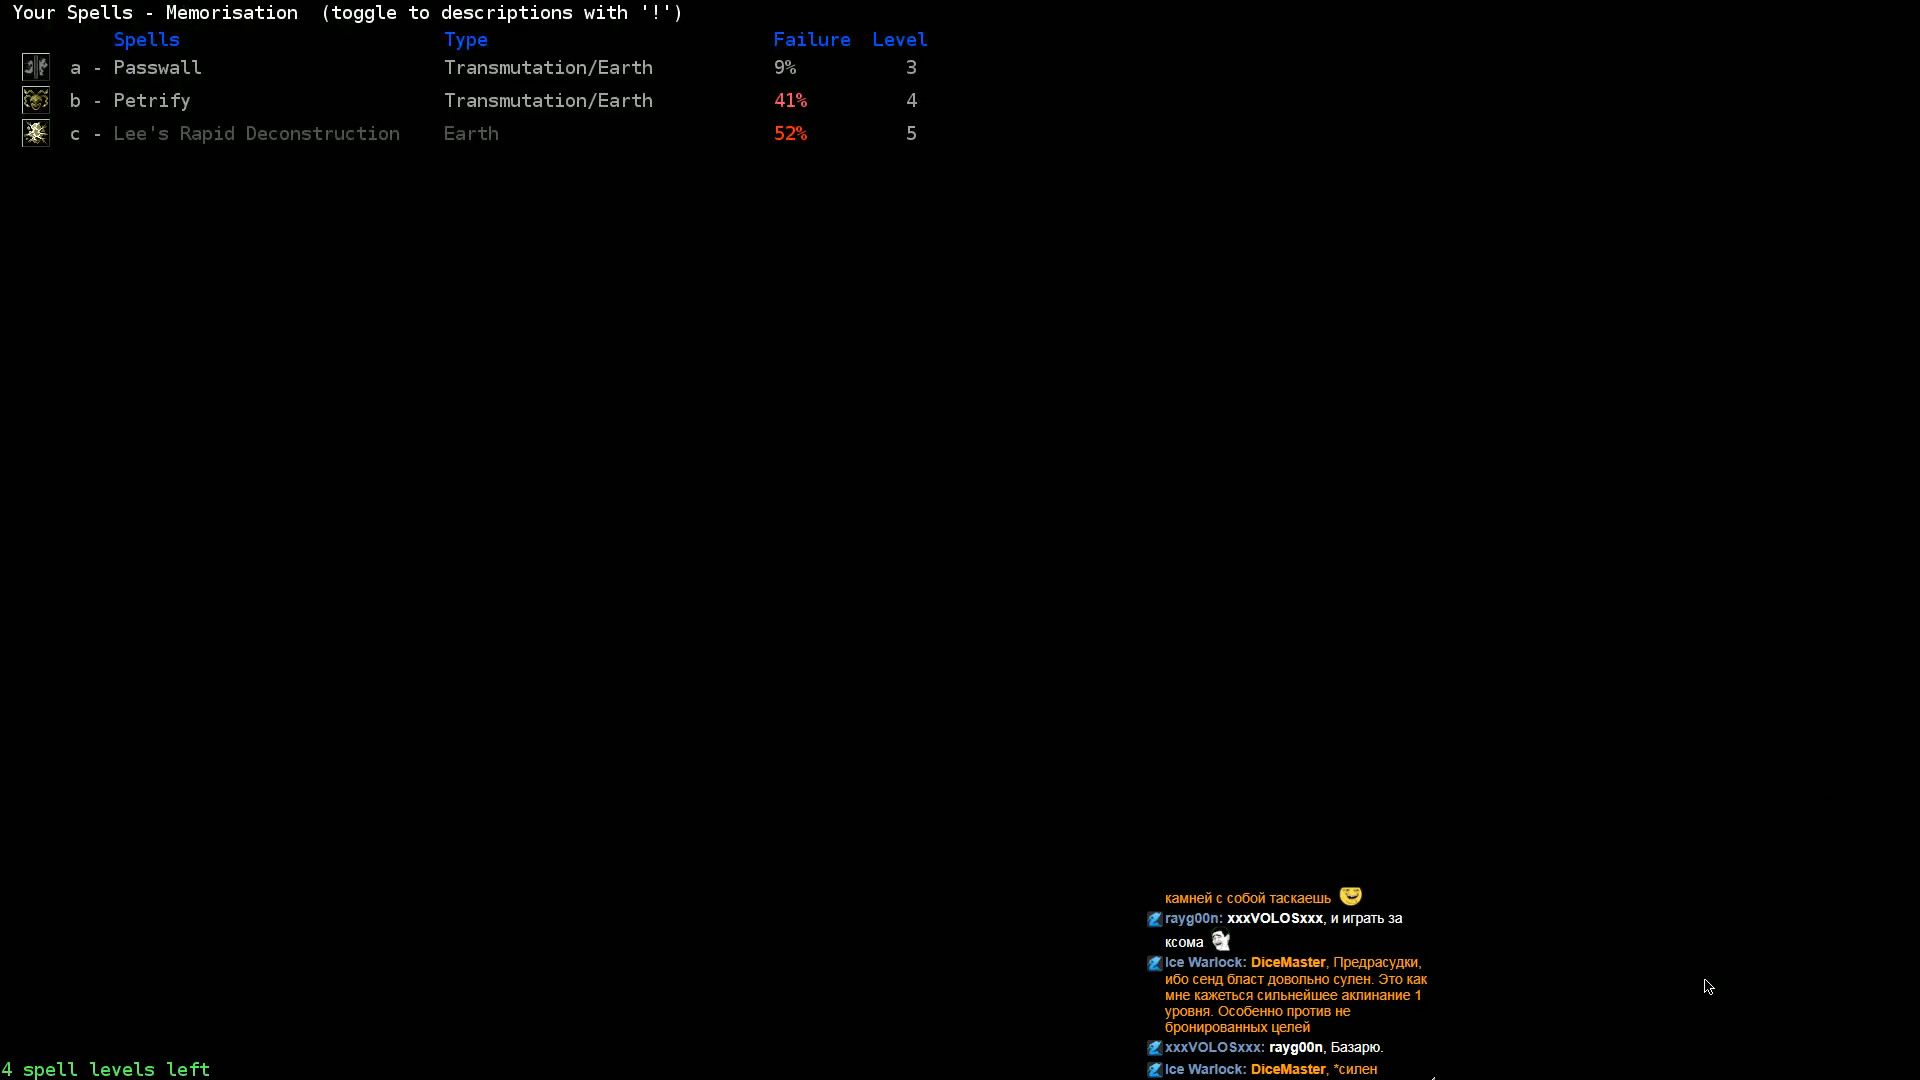 Your Spells - Memorisation (toggle to descriptions with '!')
Spells Type Failure Level
a - Passwall Transmutation/Earth 9% 3
b - Petrify Transmutation/Earth 41% 4
c - Lee's Rapid Deconstruction Earth 52% 5
камней с собой таскаешь
rayg00n: xxxVOLOSxxx, и играть за
ксома
Ice Warlock: DiceMaster, Предрасудки,
ибо сенд бласт довольно сулен. Это как
мне кажеться сильнейшее аклинание 1
уровня. Особенно против не
бронированных целей
xxxVOLOSxxx: rayg00n, Базарю.
Ice Warlock: DiceMaster, *силен
4 spell levels left